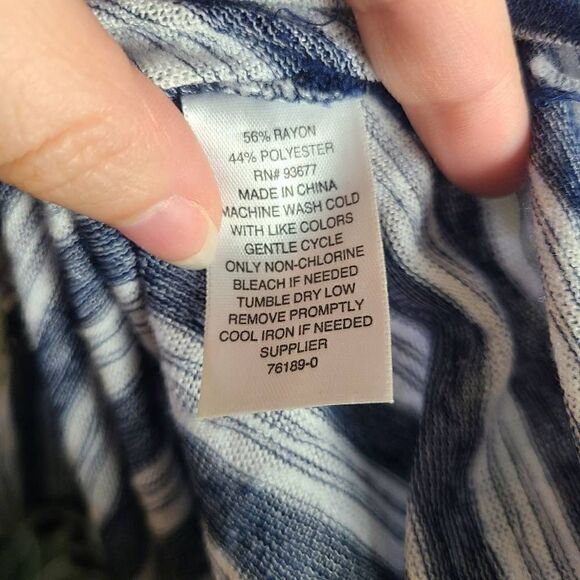 56% RAYON
44% POLYESTER
RN# 93677
MADE IN CHINA
MACHINE WASH COLD
WITH LIKE COLORS
GENTLE CYCLE
ONLY NON-CHLORINE
BLEACH IF NEEDED
TUMBLE DRY LOW
REMOVE PROMPTLY
COOL IRON IF NEEDED
SUPPLIER
76189-0